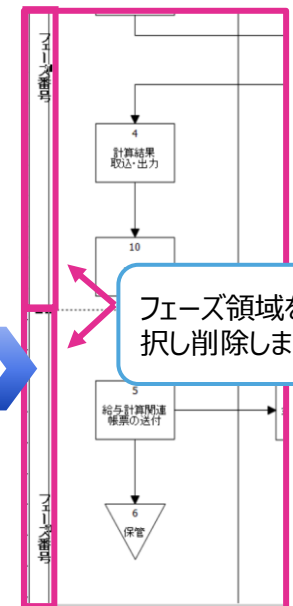 フェーズ番号
4
計算結果
取込・出力
10
フェーズ領域を
択し削除しま
5
給与計算関連
帳票の送付
1
6
保管
フェーズ番号